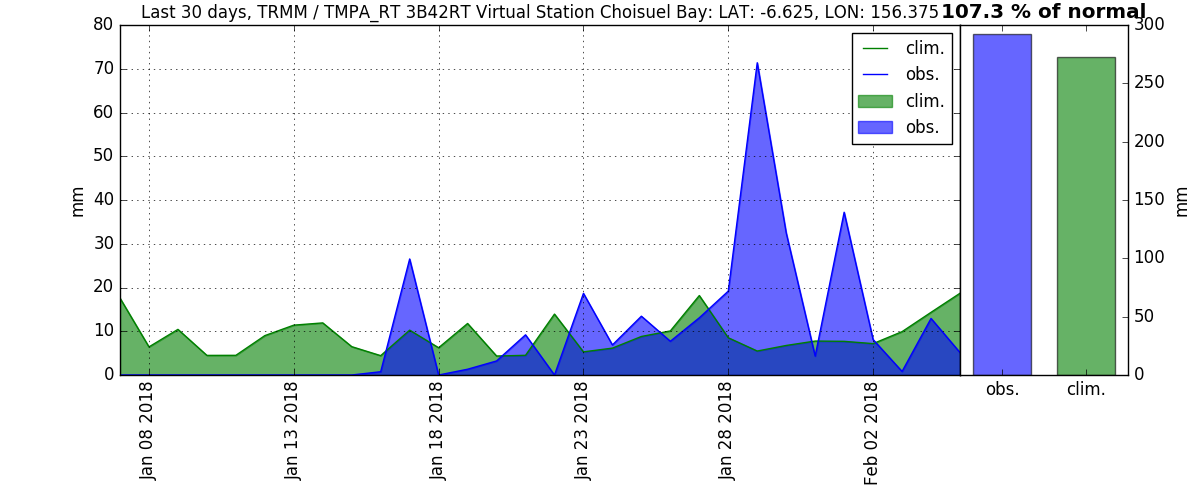 Last 30 days, TRMM / TMPA_RT 3B42RT Virtual Station Choisuel Bay: LAT: -6.625, LON: 156.375
107.3 % of normal
80
70
60
50
40
30
20
10
0
mm
clim.
obs.
clim.
obs.
Jan 08 2018
Jan 13 2018
Jan 18 2018
Jan 23 2018
Jan 28 2018
Feb 02 2018
300
250
200
150
100
50
0
mm
obs.
clim.